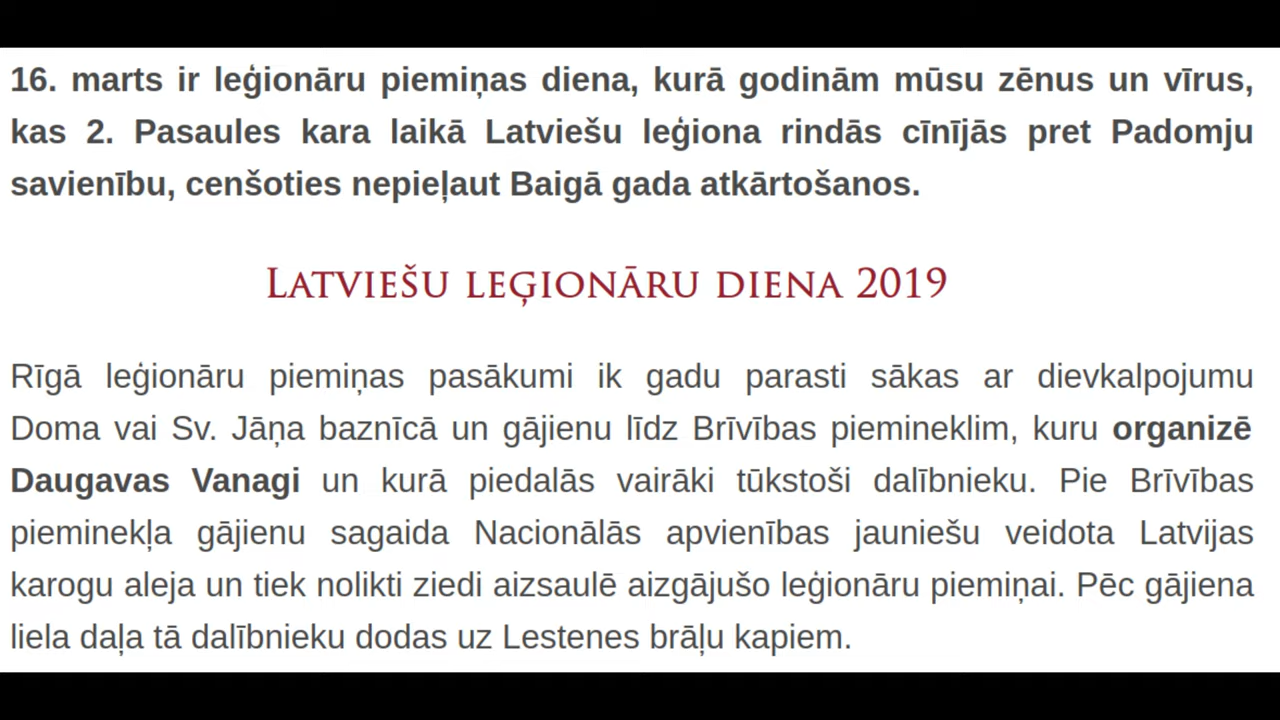 16. marts ir leģionāru piemiņas diena, kurā godinām mūsu zēnus un vīrus,
kas 2. Pasaules kara laikā Latviešu leģiona rindās cīnījās pret Padomju
savienību, cenšoties nepieļaut Baigā gada atkārtošanos.
Latviešu leģionāru diena 2019
Rīgā leģionāru piemiņas pasākumi ik gadu parasti sākas ar dievkalpojumu
Doma vai Sv. Jāņa baznīcā un gājienu līdz Brīvības piemineklim, kuru organizē
Daugavas Vanagi un kurā piedalās vairāki tūkstoši dalībnieku. Pie Brīvības
pieminekļa gājienu sagaida Nacionālās apvienības jauniešu veidota Latvijas
karogu aleja un tiek nolikti ziedi aizsaulē aizgājušo leģionāru piemiņai. Pēc gājiena
liela daļa tā dalībnieku dodas uz Lestenes brāļu kapiem.